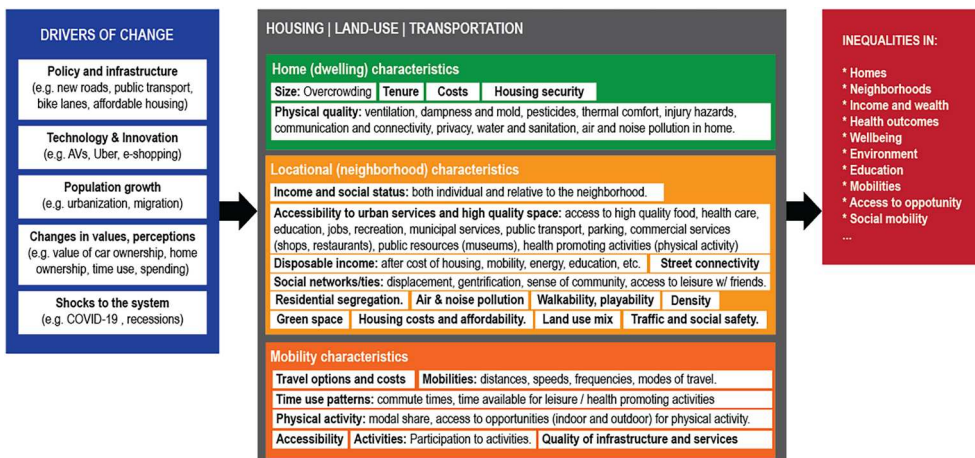 DRIVERS OF CHANGE
Policy and infrastructure
(e.g. new roads, public transport,
bike lanes, affordable housing)
Technology & Innovation
(e.g. AVs, Uber, e-shopping)
Population growth
(e.g. urbanization, migration)
Changes in values, perceptions
(e.g. value of car ownership, home
ownership, time use, spending)
Shocks to the system
(e.g. COVID-19 , recessions)
HOUSING | LAND-USE | TRANSPORTATION
Home (dwelling) characteristics
Size: Overcrowding Tenure Costs Housing security
Physical quality: ventilation, dampness and mold, pesticides, thermal comfort, injury hazards,
communication and connectivity, privacy, water and sanitation, air and noise pollution in home.
Locational (neighborhood) characteristics
Income and social status: both individual and relative to the neighborhood.
Accessibility to urban services and high quality space: access to high quality food, health care,
education, jobs, recreation, municipal services, public transport, parking, commercial services
(shops, restaurants), public resources (museums), health promoting activities (physical activity)
Disposable income: after cost of housing, mobility, energy, education, etc. Street connectivity
Social networks/ties: displacement, gentrification, sense of community, access to leisure w/ friends.
Residential segregation. Air & noise pollution Walkability, playability Density
Green space Housing costs and affordability. Land use mix Traffic and social safety.
Mobility characteristics
Travel options and costs Mobilities: distances, speeds, frequencies, modes of travel.
Time use patterns: commute times, time available for leisure / health promoting activities
Physical activity: modal share, access to opportunities (indoor and outdoor) for physical activity.
Accessibility Activities: Participation to activities. Quality of infrastructure and services
INEQUALITIES IN:
* Homes
* Neighborhoods
* Income and wealth
* Health outcomes
* Wellbeing
* Environment
* Education
* Mobilities
* Access to oppotunity
* Social mobility
...